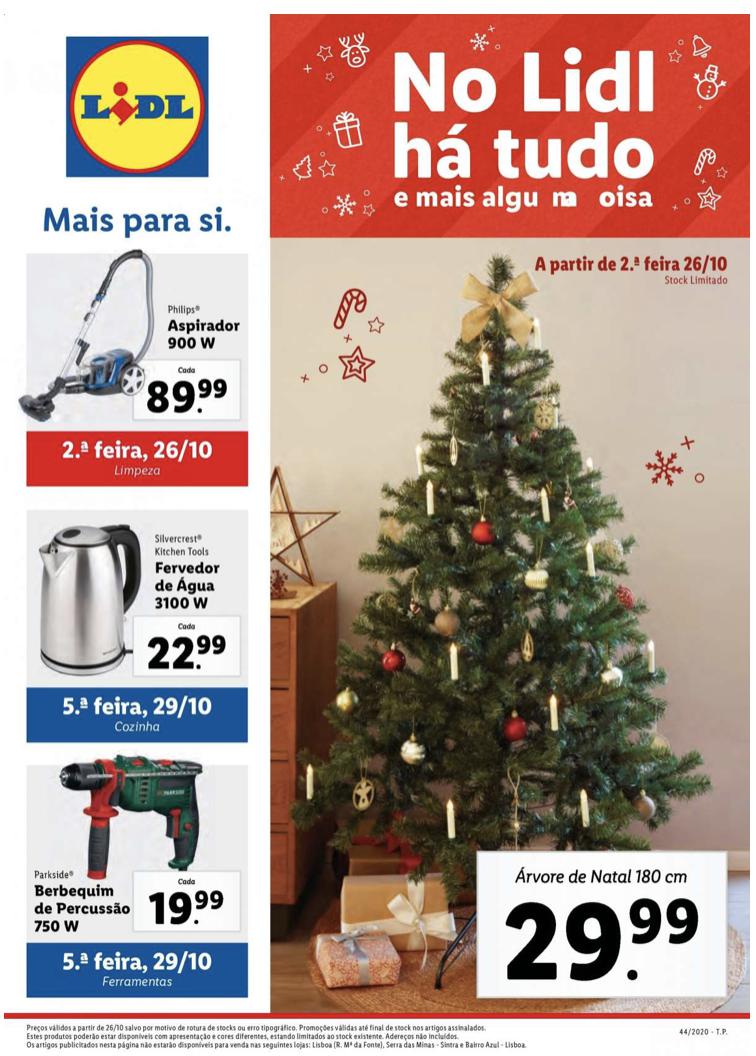 LIDL
Mais para si.
No Lidl
há tudo
e mais algu ma oisa
A partir de 2.ª feira 26/10
Stock Limitado
Philips®
Aspirador
900 W
Cada
89.99
2.ª feira, 26/10
Limpeza
Silvercrest®
Kitchen Tools
Fervedor
de Água
3100 W
Cada
22.99
5.ª feira, 29/10
Cozinha
PARKSIDE
Parkside®
Berbequim
de Percussão
750 W
Cada
19.99
5.ª feira, 29/10
Ferramentas
Árvore de Natal 180 cm
29.99
Preços válidos a partir de 26/10 salvo por motivo de rotura de stocks ou erro tipográfico. Promoções válidas até final de stock nos artigos assinalados.
Estes produtos poderão estar disponíveis com apresentação e cores diferentes, estando limitados ao stock existente. Adereços não incluídos.
Os artigos publicitados nesta página não estarão disponíveis para venda nas seguintes lojas: Lisboa (R. Mª da Fonte), Serra das Minas - Sintra e Bairro Azul - Lisboa.
44/2020 - T.P.